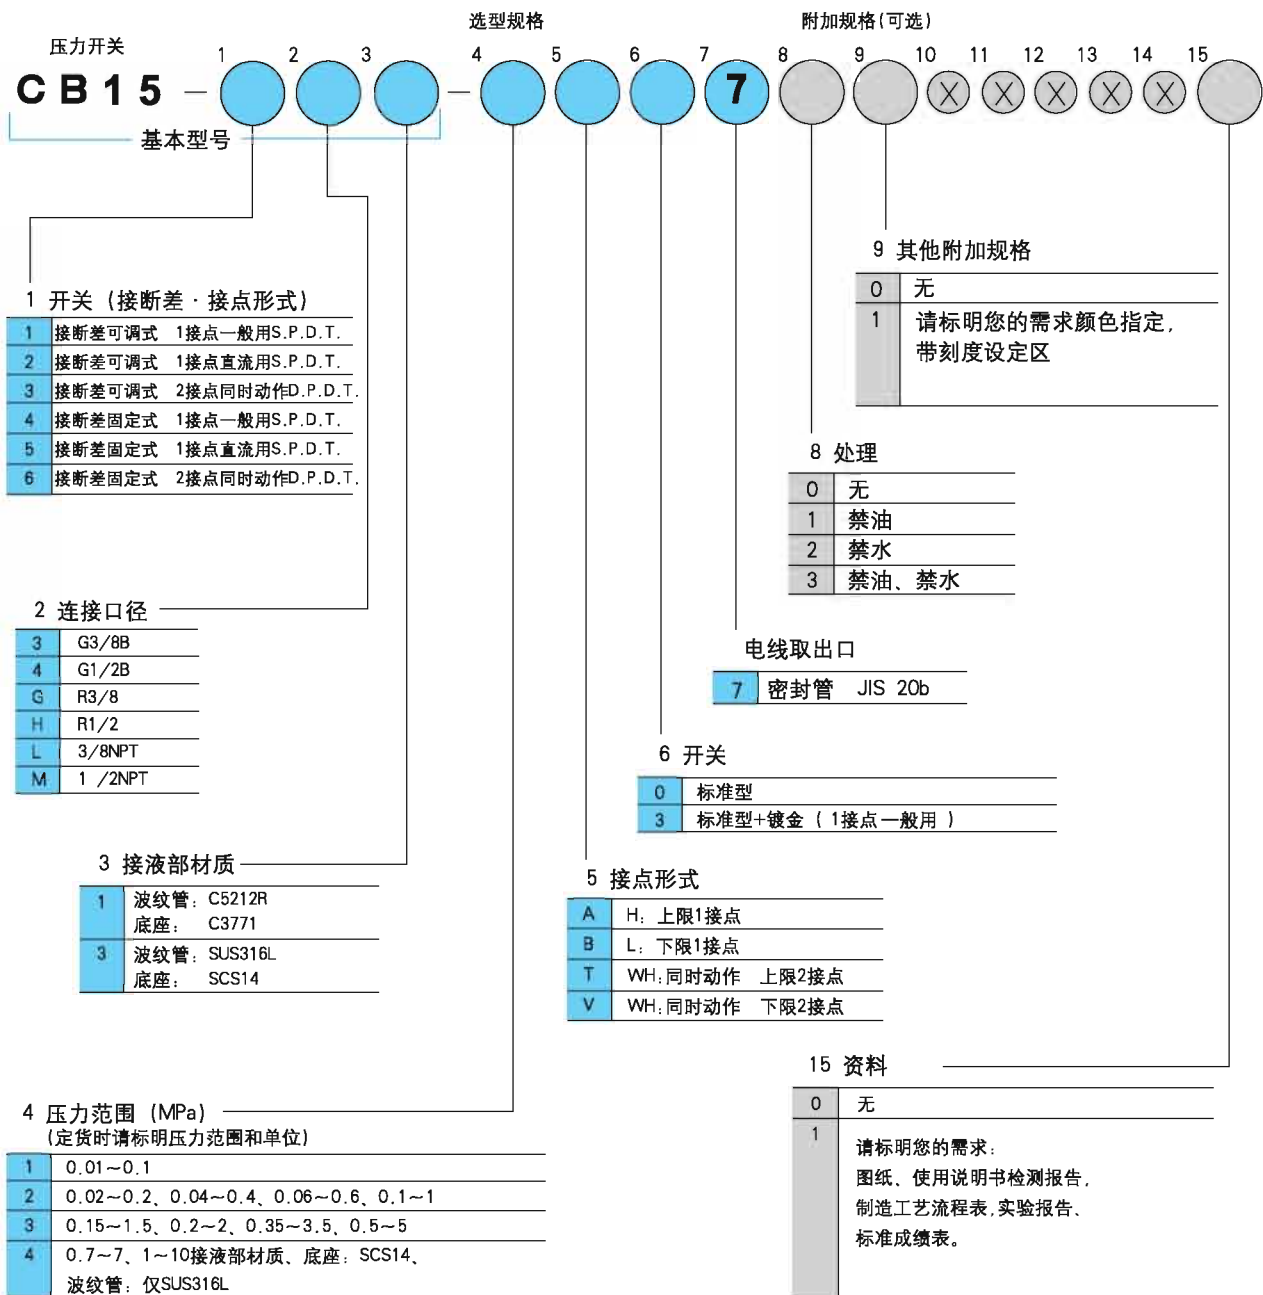 选型规格
附加规格(可选)
压力开关
1 2 3 4 5 6 7 8 9 10 11 12 13 14 15
CB15 — — 7 X X X X X
基本型号
1 开关 (接断差·接点形式)
1 接断差可调式 1接点一般用S.P.D.T.
2 接断差可调式 1接点直流用S.P.D.T.
3 接断差可调式 2接点同时动作D.P.D.T.
4 接断差固定式 1接点一般用S.P.D.T.
5 接断差固定式 1接点直流用S.P.D.T.
6 接断差固定式 2接点同时动作D.P.D.T.
9 其他附加规格
0 无
1 请标明您的需求颜色指定,
带刻度设定区
8 处理
0 无
1 禁油
2 禁水
3 禁油、禁水
2 连接口径
3 G3/8B
4 G1/2B
G R3/8
H R1/2
L 3/8NPT
M 1 /2NPT
电线取出口
7 密封管 JIS 20b
6 开关
0 标准型
3 标准型+镀金 ( 1接点一般用 )
3 接液部材质
1 波纹管: C5212R
底座: C3771
3 波纹管: SUS316L
底座: SCS14
5 接点形式
A H: 上限1接点
B L: 下限1接点
T WH:同时动作 上限2接点
V WH:同时动作 下限2接点
4 压力范围 (MPa)
(定货时请标明压力范围和单位)
1 0.01~0.1
2 0.02~0.2、0.04~0.4、0.06~0.6、0.1~1
3 0.15~1.5、0.2~2、0.35~3.5、0.5~5
4 0.7~7、1~10接液部材质、底座: SCS14、
波纹管: 仅SUS316L
15 资料
0 无
1 请标明您的需求:
图纸、使用说明书检测报告,
制造工艺流程表,实验报告、
标准成绩表。